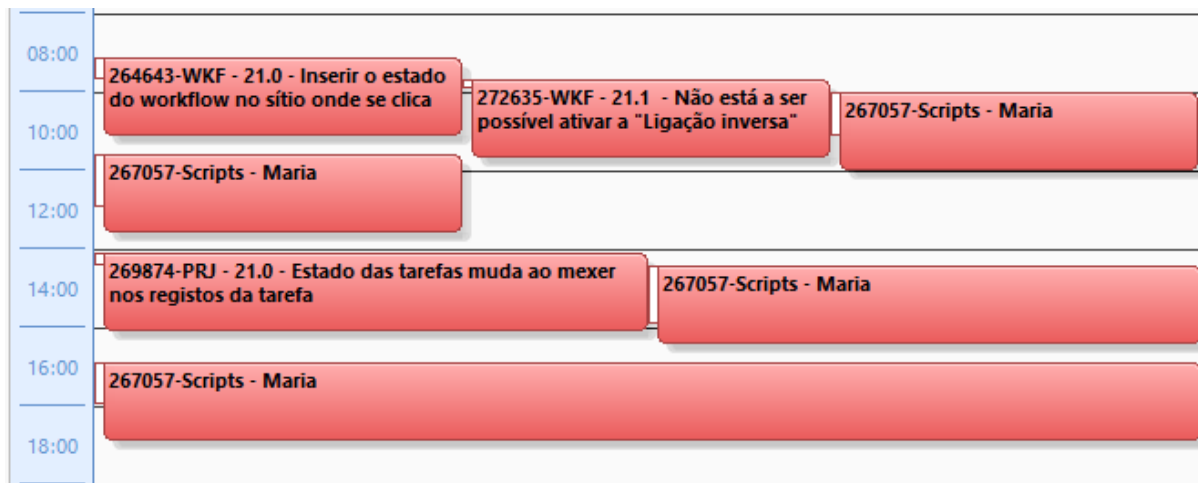 08:00
264643-WKF - 21.0 - Inserir o estado
do workflow no sítio onde se clica
272635-WKF - 21.1  - Não está a ser
possível ativar a "Ligação inversa"
267057-Scripts - Maria
10:00
267057-Scripts - Maria
12:00
269874-PRJ - 21.0 - Estado das tarefas muda ao mexer
nos registos da tarefa
267057-Scripts - Maria
14:00
16:00
267057-Scripts - Maria
18:00